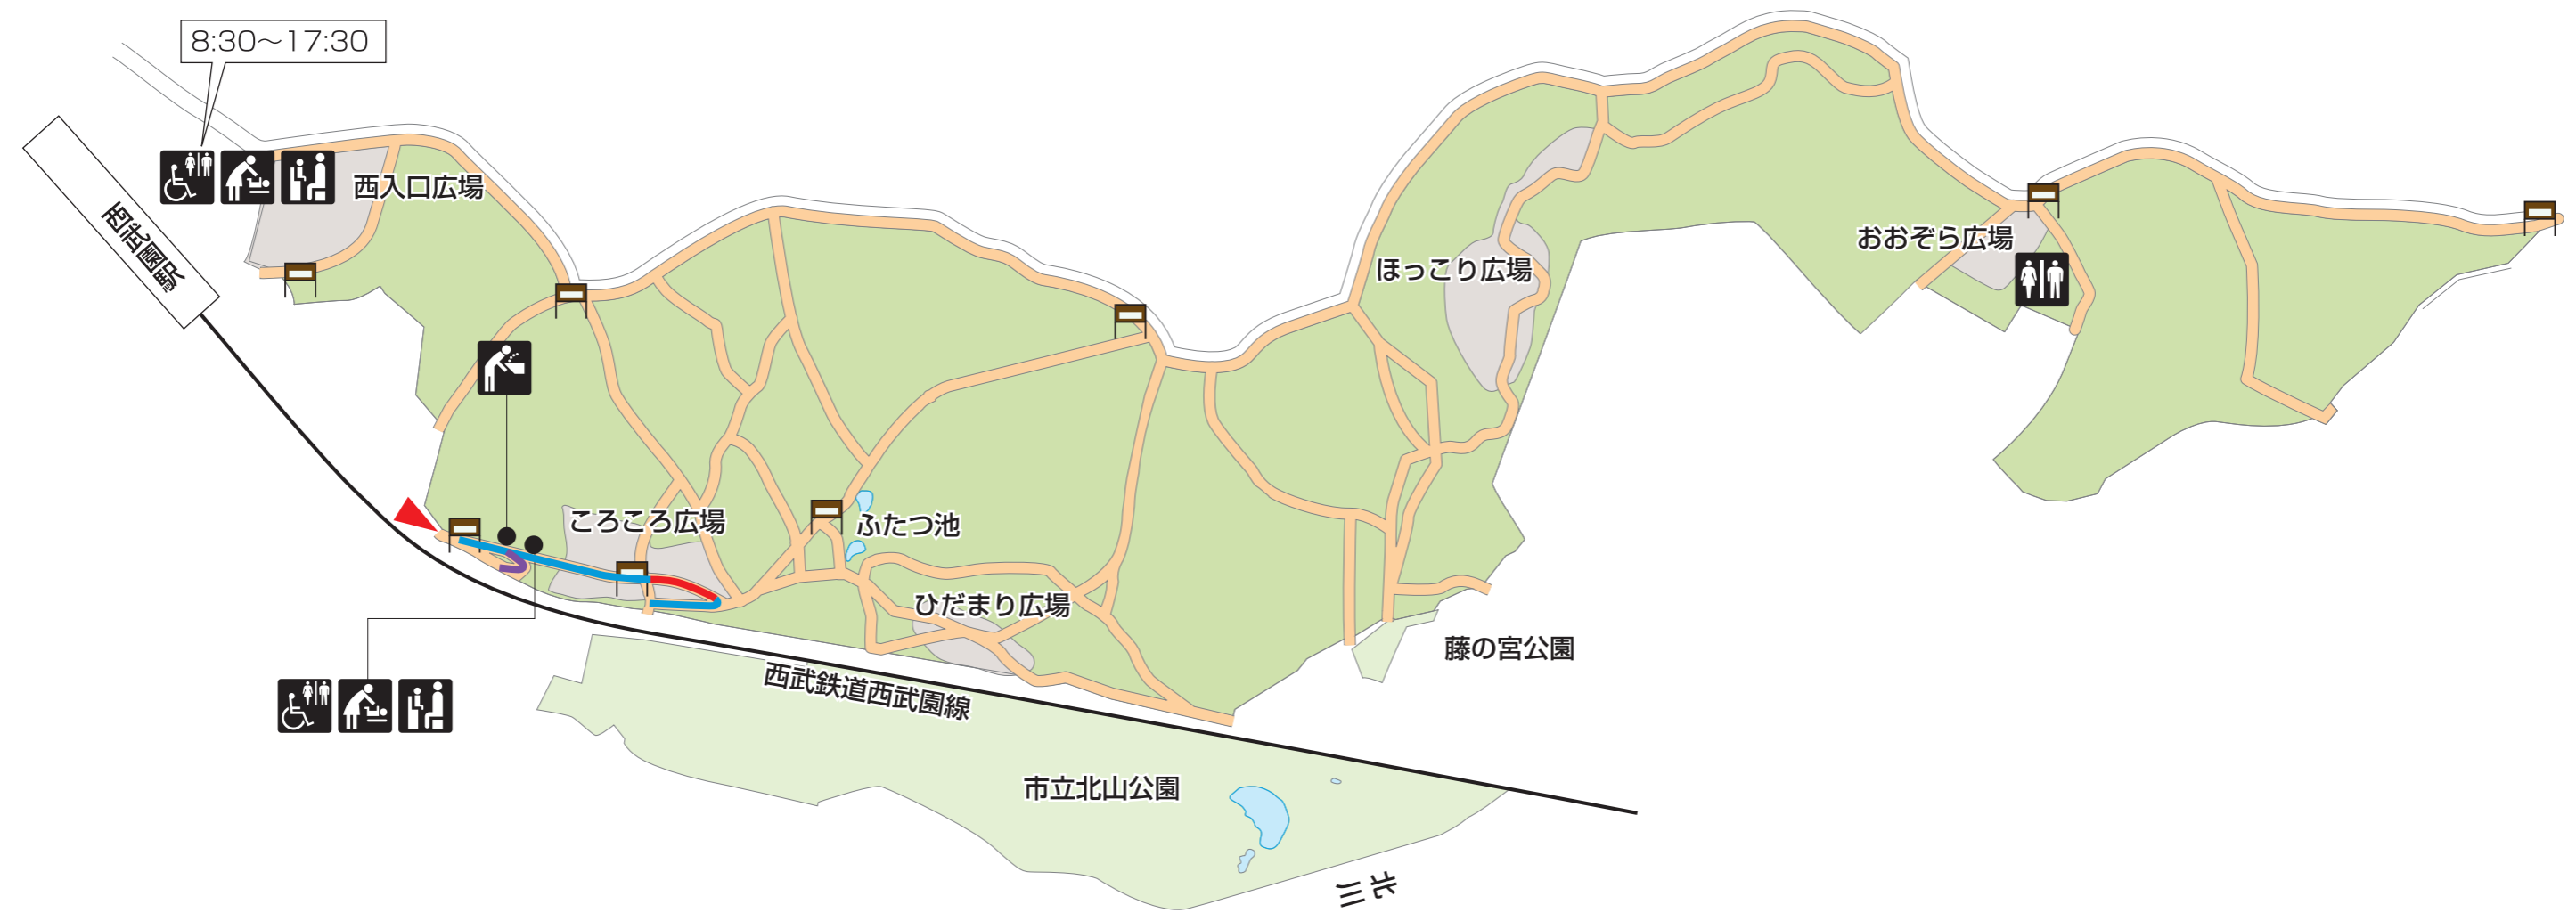 8:30～17:30
西入口広場
西武園駅
ほっこり広場
おおぞら広場
ころころ広場
ふたつ池
ひだまり広場
藤の宮公園
西武鉄道西武園線
市立北山公園
北川